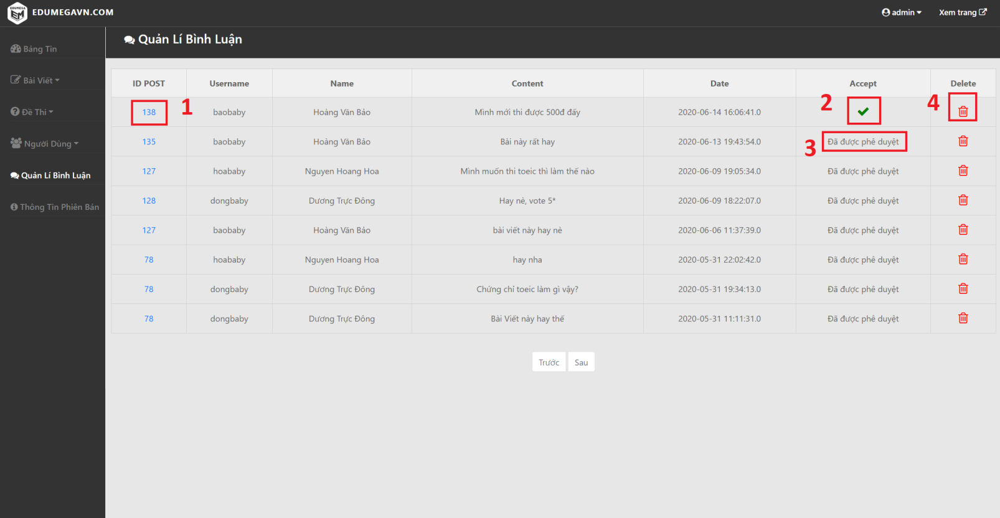 EDUMEGA
EM
EDUMEGAVN.COM
admin
Xem trang
Quản Lí Bình Luận
Bảng Tin
Bài Viết
Đề Thi
Người Dùng
Quản Lí Bình Luận
Thông Tin Phiên Bản
ID POST Username Name Content Date Accept Delete
138 1 baobaby Hoàng Văn Bảo Mình mới thi được 500đ đấy 2020-06-14 16:06:41.0 2 4
135 baobaby Hoàng Văn Bảo Bài này rất hay 2020-06-13 19:43:54.0 3 Đã được phê duyệt
127 hoababy Nguyen Hoang Hoa Mình muốn thi toeic thì làm thế nào 2020-06-09 19:05:34.0 Đã được phê duyệt
128 dongbaby Dương Trực Đông Hay nè, vote 5* 2020-06-09 18:22:07.0 Đã được phê duyệt
127 baobaby Hoàng Văn Bảo bài viết này hay nè 2020-06-06 11:37:39.0 Đã được phê duyệt
78 hoababy Nguyen Hoang Hoa hay nha 2020-05-31 22:02:42.0 Đã được phê duyệt
78 dongbaby Dương Trực Đông Chứng chỉ toeic làm gì vậy? 2020-05-31 19:34:13.0 Đã được phê duyệt
78 dongbaby Dương Trực Đông Bài Viết này hay thế 2020-05-31 11:11:31.0 Đã được phê duyệt
Trước Sau